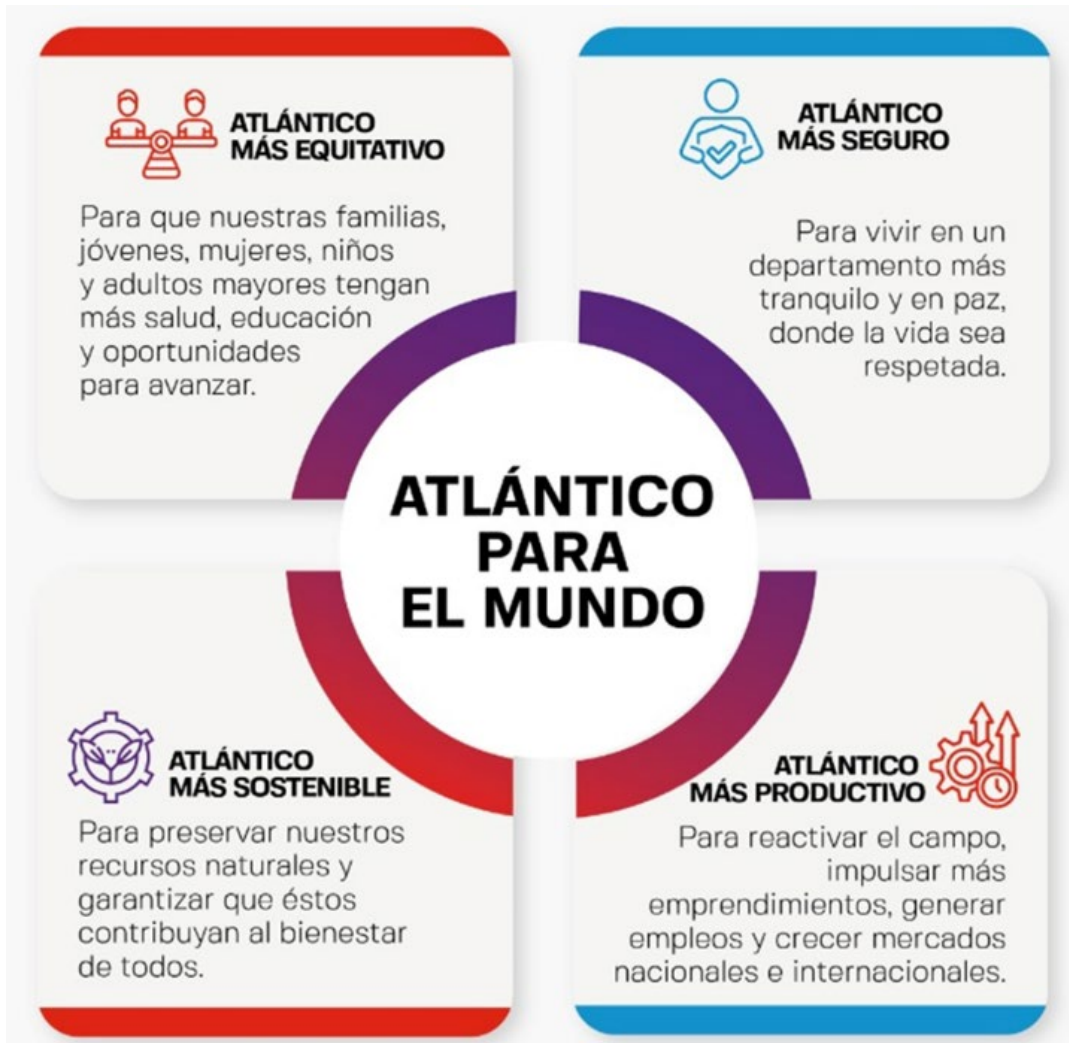 ATLÁNTICO
MÁS EQUITATIVO
Para que nuestras familias,
jóvenes, mujeres, niños
y adultos mayores tengan
más salud, educación
y oportunidades
para avanzar.
ATLÁNTICO
MÁS SEGURO
Para vivir en un
departamento más
tranquilo y en paz,
donde la vida sea
respetada.
ATLÁNTICO
PARA
EL MUNDO
ATLÁNTICO
MÁS SOSTENIBLE
Para preservar nuestros
recursos naturales y
garantizar que éstos
contribuyan al bienestar
de todos.
ATLÁNTICO
MÁS PRODUCTIVO
Para reactivar el campo,
impulsar más
emprendimientos, generar
empleos y crecer mercados
nacionales e internacionales.